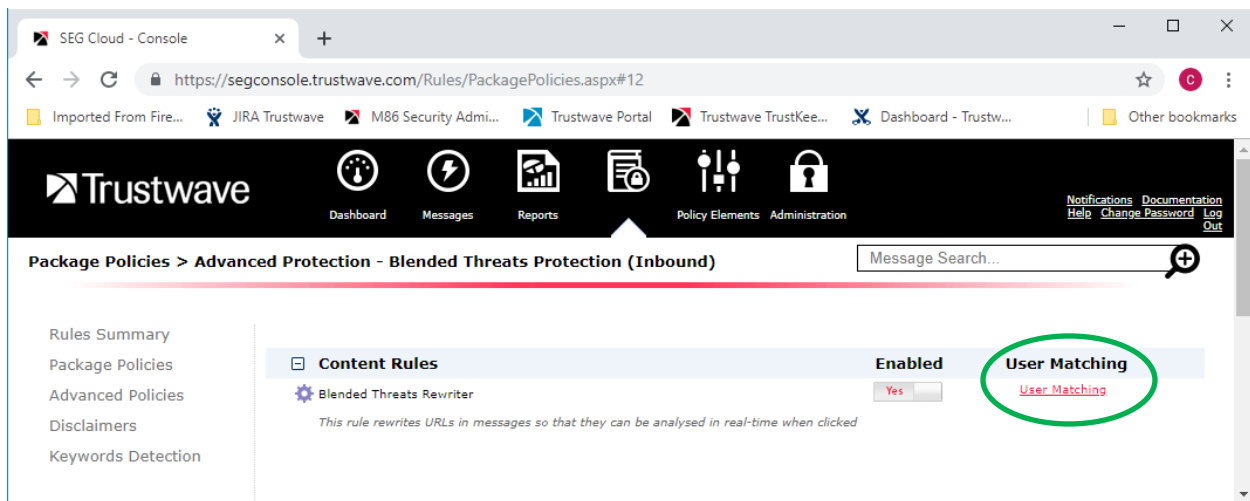 SEG Cloud - Console
https://segconsole.trustwave.com/Rules/PackagePolicies.aspx#12
C
Imported From Fire... JIRA Trustwave M86 Security Admi... Trustwave Portal Trustwave TrustKee... Dashboard - Trustw... Other bookmarks
Trustwave
Dashboard Messages Reports Policy Elements Administration
Notifications Documentation
Help Change Password Log
Out
Package Policies > Advanced Protection - Blended Threats Protection (Inbound)
Message Search...
Rules Summary
Package Policies
Advanced Policies
Disclaimers
Keywords Detection
Content Rules Enabled User Matching
Blended Threats Rewriter Yes User Matching
This rule rewrites URLs in messages so that they can be analysed in real-time when clicked